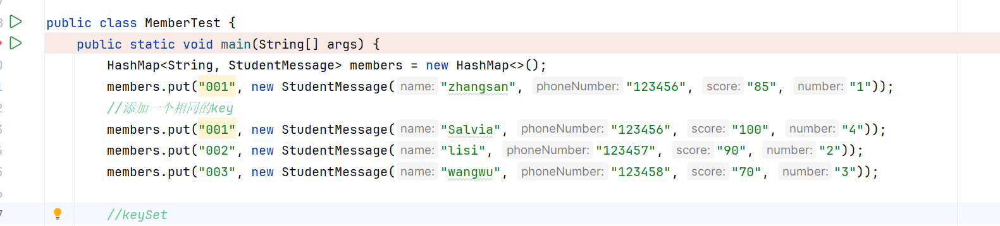 public class MemberTest {
public static void main(String[] args) {
HashMap<String, StudentMessage> members = new HashMap<>();
members.put("001", new StudentMessage( name: "zhangsan", phoneNumber: "123456", score: "85", number: "1"));
//添加一个相同的key
members.put("001", new StudentMessage( name: "Salvia", phoneNumber: "123456", score: "100", number: "4"));
members.put("002", new StudentMessage( name: "lisi", phoneNumber: "123457", score: "90", number: "2"));
members.put("003", new StudentMessage( name: "wangwu", phoneNumber: "123458", score: "70", number: "3"));
//keySet